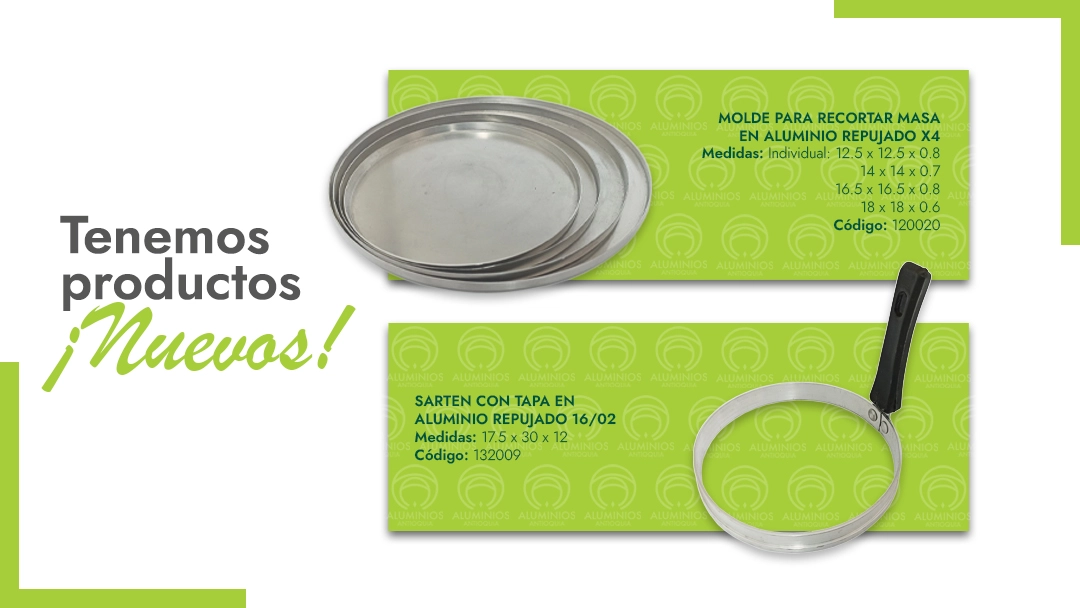 Tenemos
productos
¡Nuevos!
MOLDE PARA RECORTAR MASA
EN ALUMINIO REPUJADO X4
Medidas: Individual: 12.5 x 12.5 x 0.8
14 x 14 x 0.7
16.5 x 16.5 x 0.8
18 x 18 x 0.6
Código: 120020
SARTEN CON TAPA EN
ALUMINIO REPUJADO 16/02
Medidas: 17.5 x 30 x 12
Código: 132009
ALUMINIOS
ANTIOQUIA